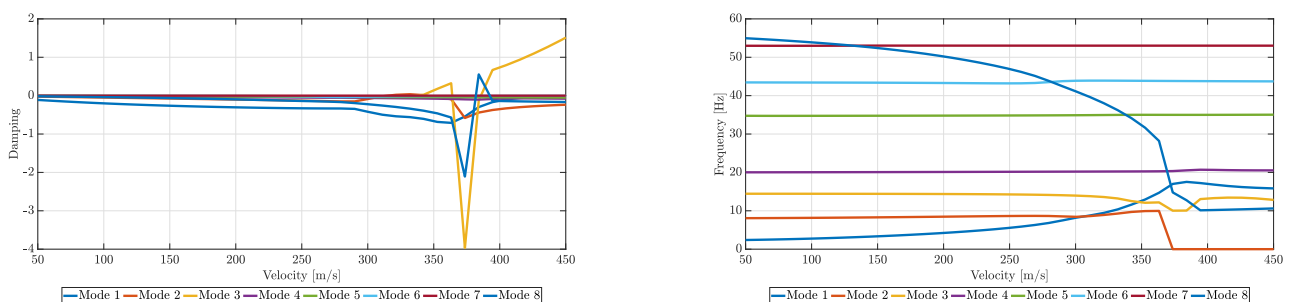 2
1
0
-1
-2
-3
-4
Damping
50 100 150 200 250 300 350 400 450
Velocity [m/s]
Mode 1 Mode 2 Mode 3 Mode 4 Mode 5 Mode 6 Mode 7 Mode 8
60
50
40
30
20
10
0
Frequency [Hz]
50 100 150 200 250 300 350 400 450
Velocity [m/s]
Mode 1 Mode 2 Mode 3 Mode 4 Mode 5 Mode 6 Mode 7 Mode 8